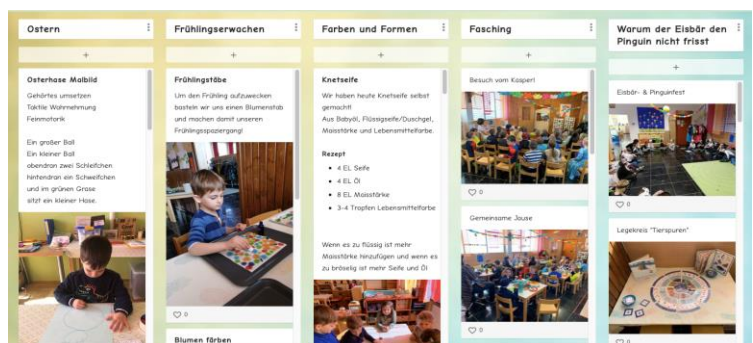 Ostern
Osterhase Malbild
Gehörtes umsetzen
Taktile Wahrnehmung
Feinmotorik
Ein großer Ball
Ein kleiner Ball
obendran zwei Schleifchen
hintendran ein Schweifchen
und im grünen Grase
sitzt ein kleiner Hase.
Frühlingserwachen
Frühlingstäbe
Um den Frühling aufzuwecken
basteln wir uns einen Blumenstab
und machen damit unseren
Frühlingsspaziergang!
0
Blumen färben
Farben und Formen
Knetseife
Wir haben heute Knetseife selbst
gemacht!
Aus Babyöl, Flüssigseife/Duschgel,
Maisstärke und Lebensmittelfarbe.
Rezept
• 4 EL Seife
• 4 EL Öl
• 8 EL Maisstärke
• 3-4 Tropfen Lebensmittelfarbe
Wenn es zu flüssig ist mehr
Maisstärke hinzufügen und wenn es
zu bröselig ist mehr Seife und Öl
Fasching
Besuch vom Kasperl
0
Gemeinsame Jause
0
Warum der Eisbär den
Pinguin nicht frisst
Eisbär- & Pinguinfest
0
Legekreis "Tierspuren"
0